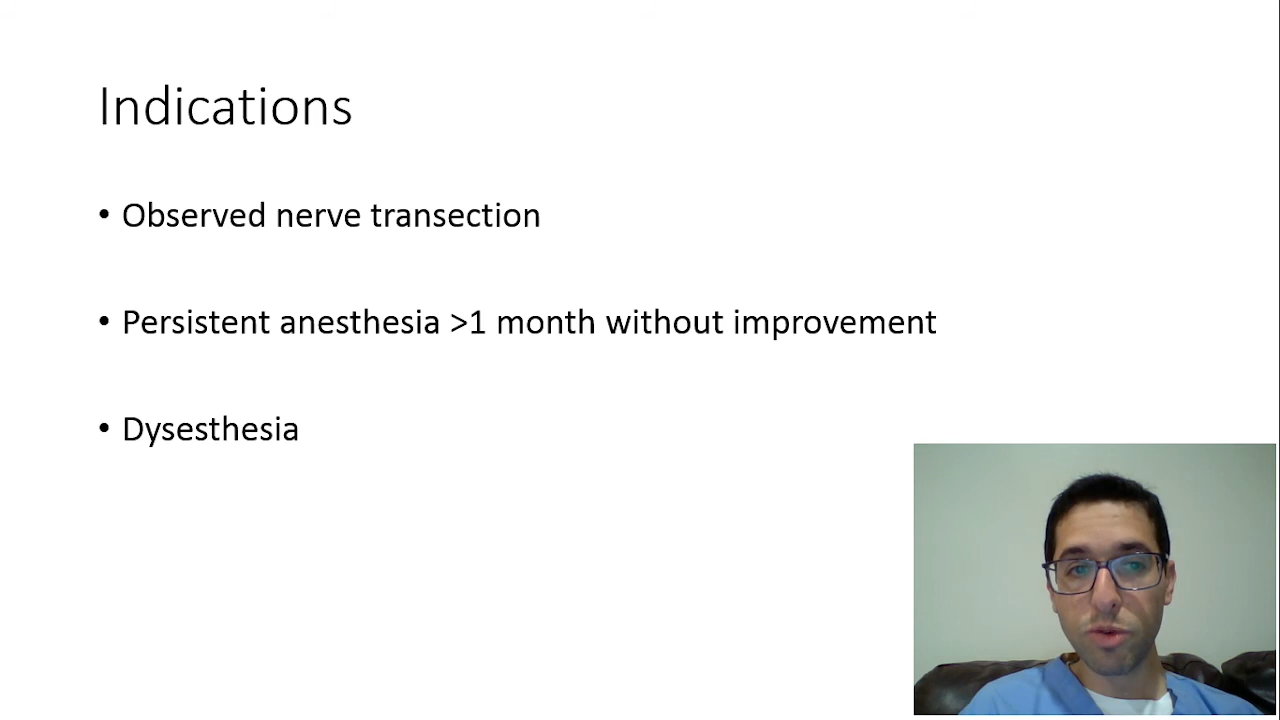 Indications
• Observed nerve transection
• Persistent anesthesia >1 month without improvement
• Dysesthesia